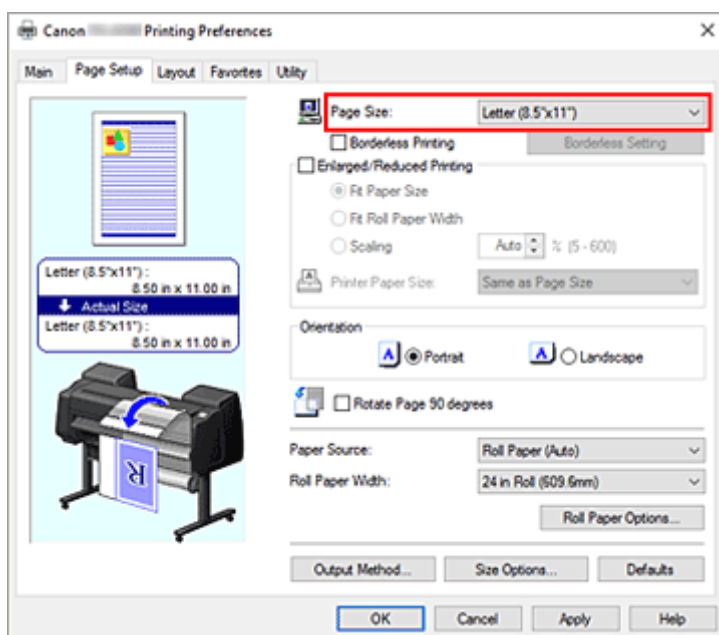 Canon Printing Preferences
Main Page Setup Layout Favorites Utility
Page Size: Letter (8.5"x11")
Borderless Printing Borderless Setting
Enlarged/Reduced Printing
Fit Paper Size
Fit Roll Paper Width
Scaling Auto % (5 - 600)
Printer Paper Size: Same as Page Size
Letter (8.5"x11") :
8.50 in x 11.00 in
Actual Size
Letter (8.5"x11") :
8.50 in x 11.00 in
Orientation
A Portrait A Landscape
Rotate Page 90 degrees
R
Paper Source: Roll Paper (Auto)
Roll Paper Width: 24 in Roll (609.6mm)
Roll Paper Options...
Output Method... Size Options... Defaults
OK Cancel Apply Help